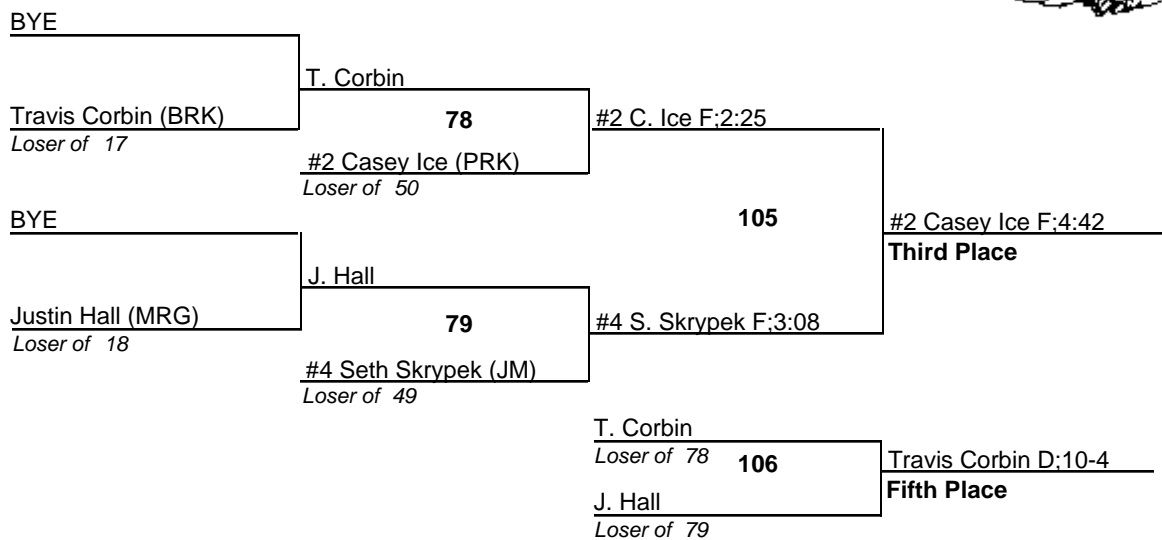 BYE
T. Corbin
Travis Corbin (BRK)
78
#2 C. Ice F;2:25
Loser of 17
#2 Casey Ice (PRK)
Loser of 50
BYE
105
#2 Casey Ice F;4:42
Third Place
J. Hall
Justin Hall (MRG)
79
#4 S. Skrypek F;3:08
Loser of 18
#4 Seth Skrypek (JM)
Loser of 49
T. Corbin
Loser of 78
106
Travis Corbin D;10-4
Fifth Place
J. Hall
Loser of 79